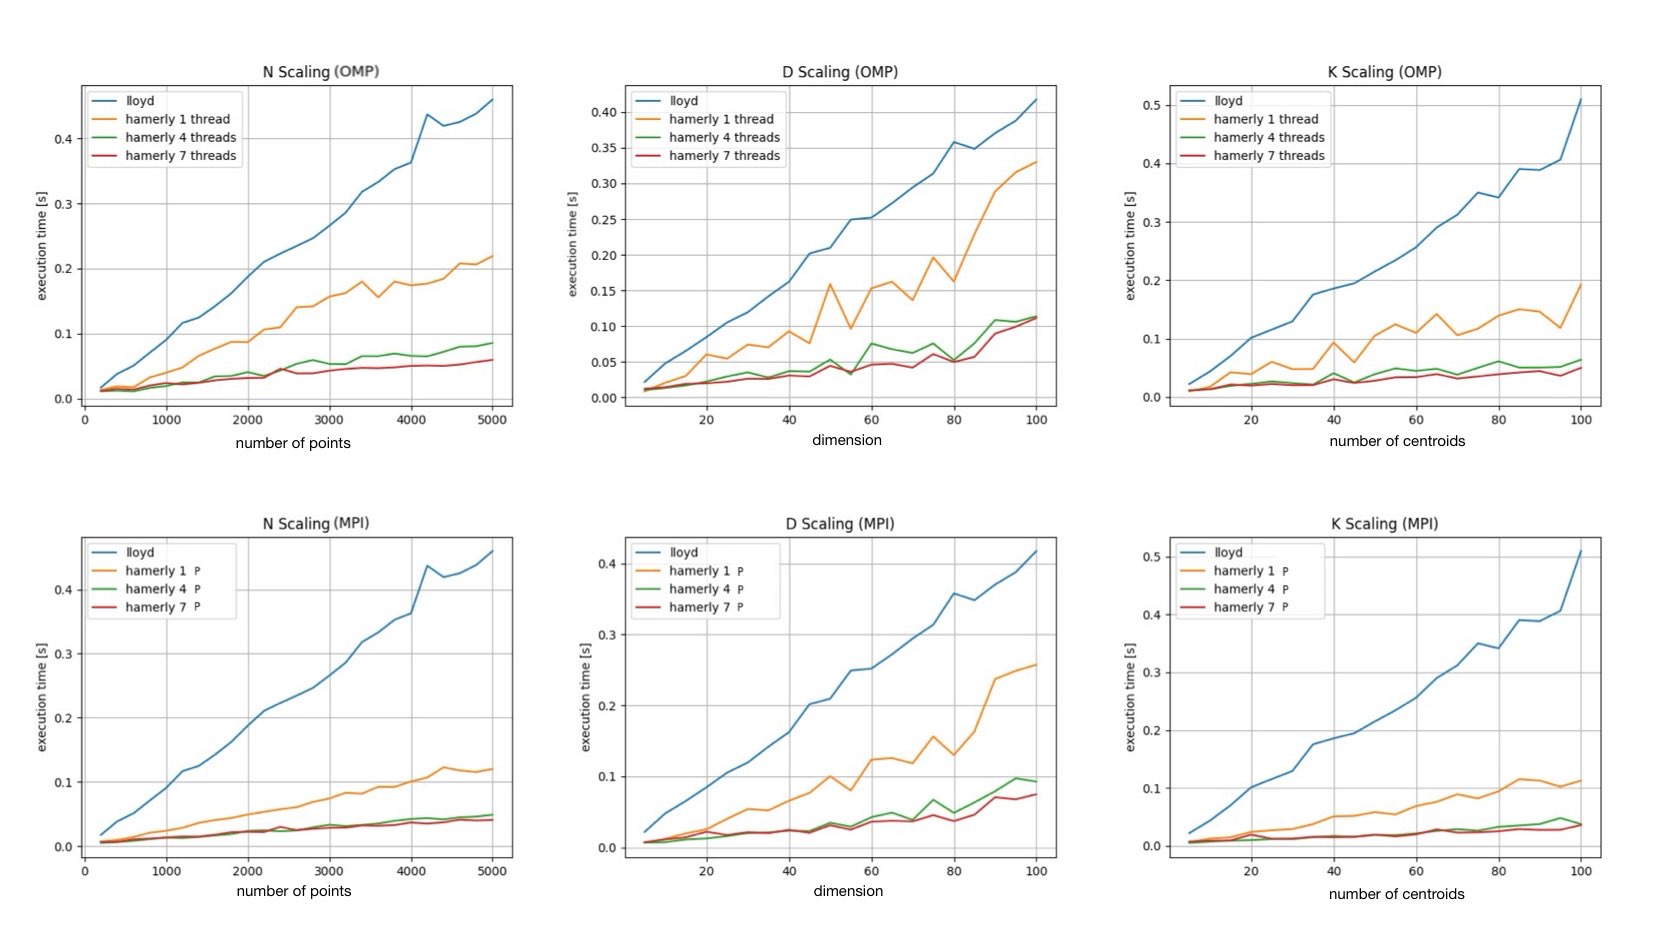 N Scaling (OMP)
lloyd
hamerly 1 thread
hamerly 4 threads
hamerly 7 threads
execution time [s]
0.4
0.3
0.2
0.1
0.0
0 1000 2000 3000 4000 5000
number of points
D Scaling (OMP)
lloyd
hamerly 1 thread
hamerly 4 threads
hamerly 7 threads
execution time [s]
0.40
0.35
0.30
0.25
0.20
0.15
0.10
0.05
0.00
20 40 60 80 100
dimension
K Scaling (OMP)
lloyd
hamerly 1 thread
hamerly 4 threads
hamerly 7 threads
execution time [s]
0.5
0.4
0.3
0.2
0.1
0.0
20 40 60 80 100
number of centroids
N Scaling (MPI)
lloyd
hamerly 1 P
hamerly 4 P
hamerly 7 P
execution time [s]
0.4
0.3
0.2
0.1
0.0
0 1000 2000 3000 4000 5000
number of points
D Scaling (MPI)
lloyd
hamerly 1 P
hamerly 4 P
hamerly 7 P
execution time [s]
0.4
0.3
0.2
0.1
0.0
20 40 60 80 100
dimension
K Scaling (MPI)
lloyd
hamerly 1 P
hamerly 4 P
hamerly 7 P
execution time [s]
0.5
0.4
0.3
0.2
0.1
0.0
20 40 60 80 100
number of centroids